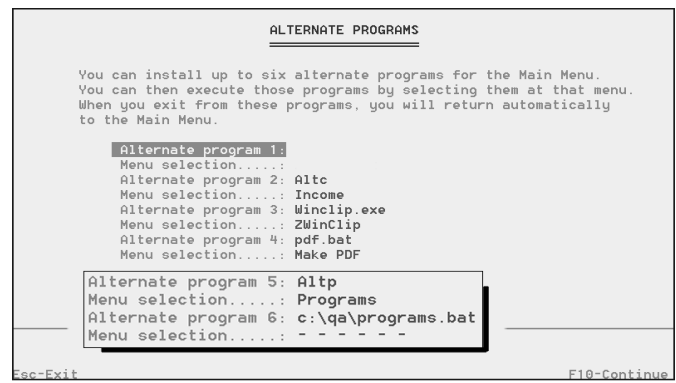 ALTERNATE PROGRAMS
You can install up to six alternate programs for the Main Menu.
You can then execute those programs by selecting them at that menu.
When you exit from these programs, you will return automatically
to the Main Menu.
Alternate program 1:
Menu selection.....:
Alternate program 2: Altc
Menu selection.....: Income
Alternate program 3: Winclip.exe
Menu selection.....: ZWinClip
Alternate program 4: pdf.bat
Menu selection.....: Make PDF
Alternate program 5: Altp
Menu selection.....: Programs
Alternate program 6: c:\qa\programs.bat
Menu selection.....: - - - - - -
Esc-Exit F10-Continue